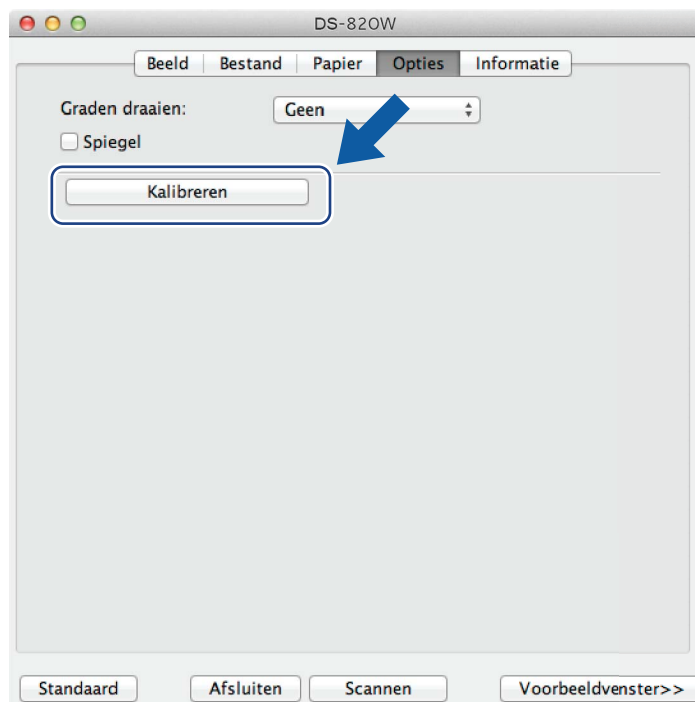 DS-820W
Beeld Bestand Papier Opties Informatie
Graden draaien: Geen
Spiegel
Kalibreren
Standaard Afsluiten Scannen Voorbeeldvenster>>